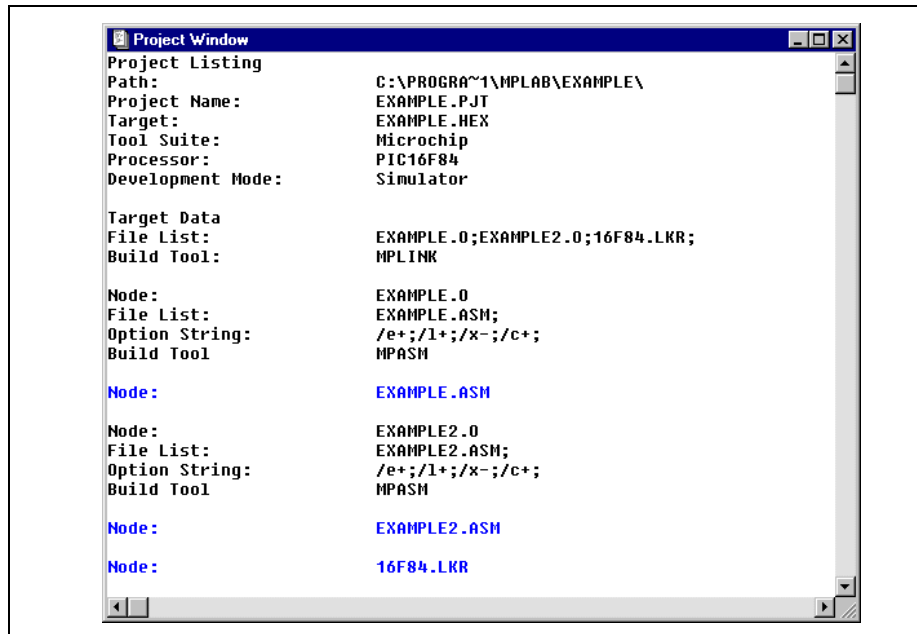 Project Window
Project Listing
Path: C:\PROGRA~1\MPLAB\EXAMPLE\
Project Name: EXAMPLE.PJT
Target: EXAMPLE.HEX
Tool Suite: Microchip
Processor: PIC16F84
Development Mode: Simulator
Target Data
File List: EXAMPLE.O;EXAMPLE2.O;16F84.LKR;
Build Tool: MPLINK
Node: EXAMPLE.O
File List: EXAMPLE.ASM;
Option String: /e+;/l+;/x-;/c+;
Build Tool MPASM
Node: EXAMPLE.ASM
Node: EXAMPLE2.O
File List: EXAMPLE2.ASM;
Option String: /e+;/l+;/x-;/c+;
Build Tool MPASM
Node: EXAMPLE2.ASM
Node: 16F84.LKR